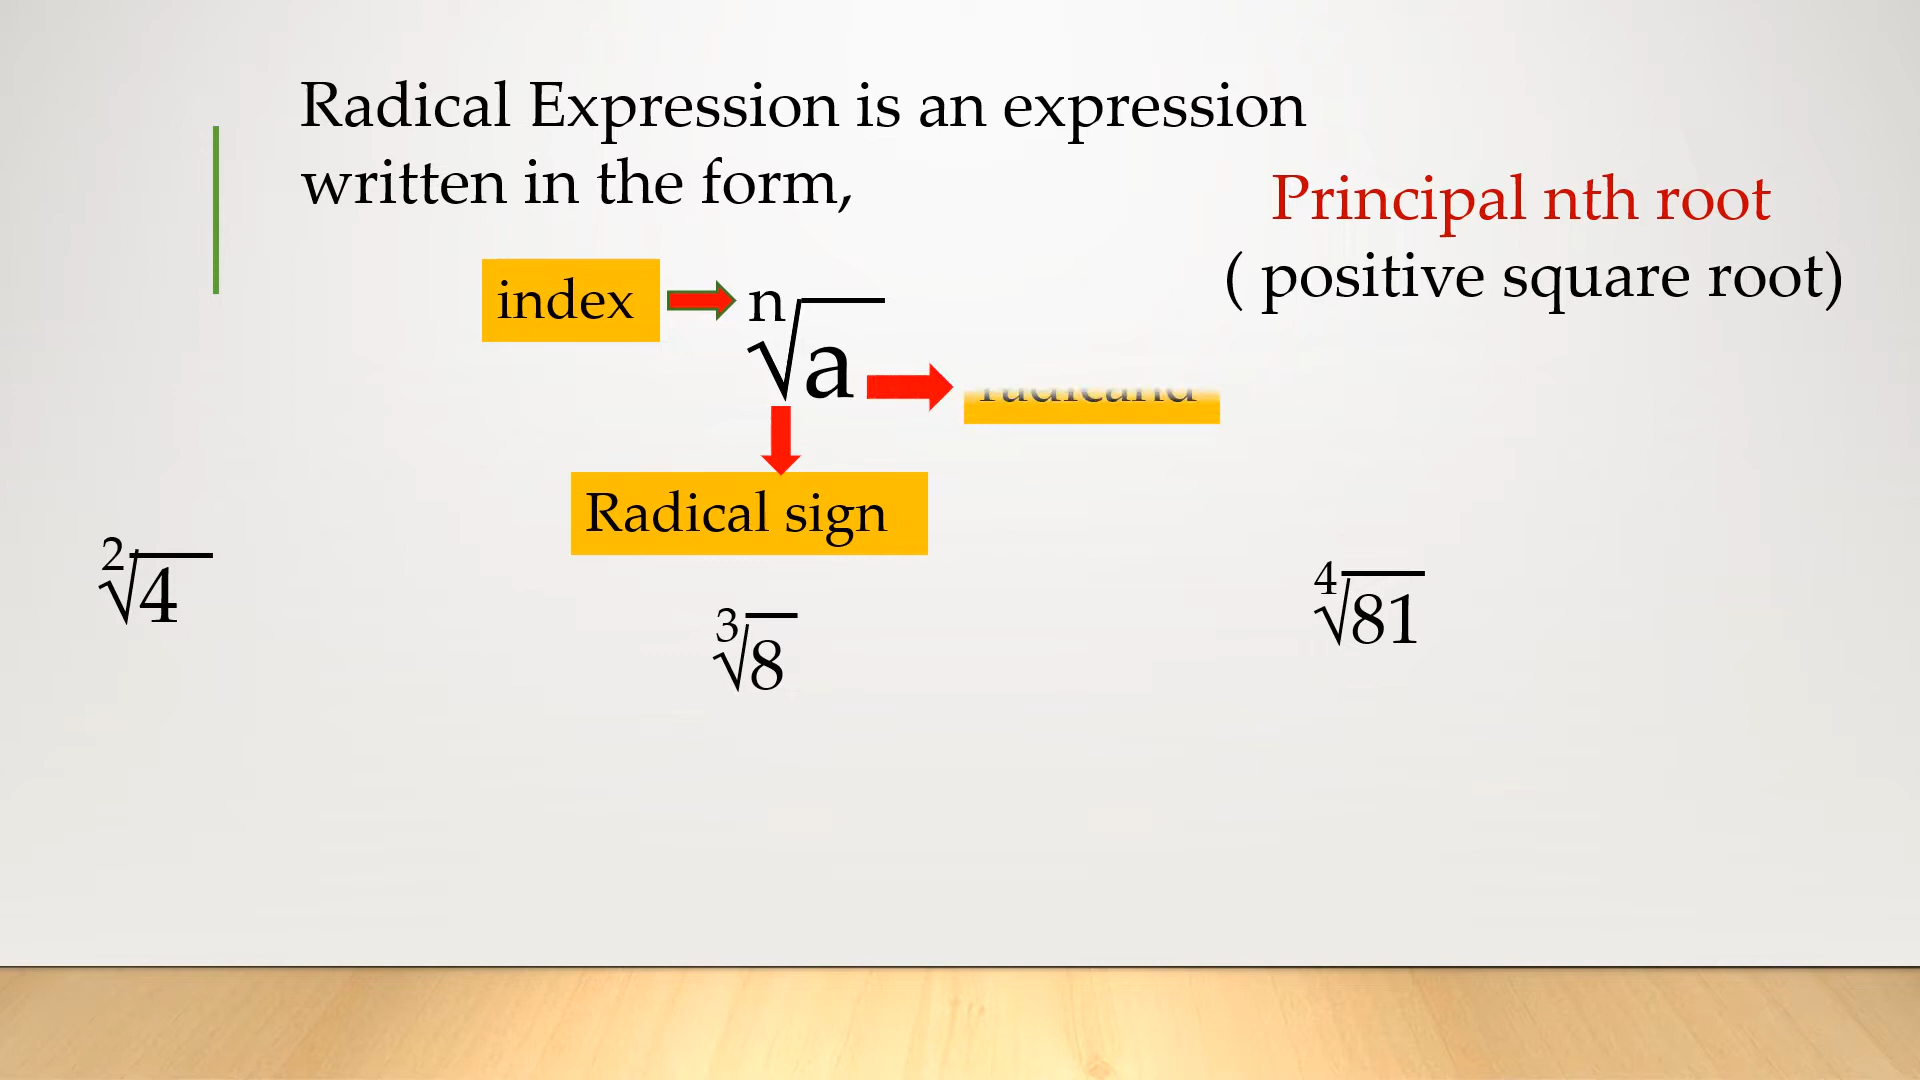 Radical Expression is an expression
written in the form,
Principal nth root
( positive square root)
index
n√a
radicand
Radical sign
2√4
3√8
4√81